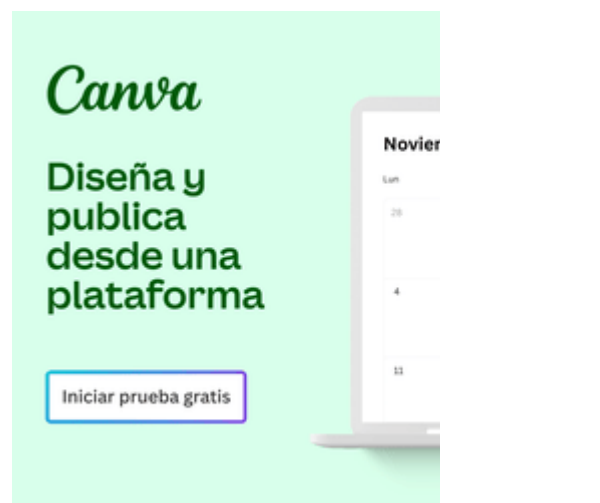 Canva
Diseña y
publica
desde una
plataforma
Iniciar prueba gratis
Novier
Lun
28
4
11